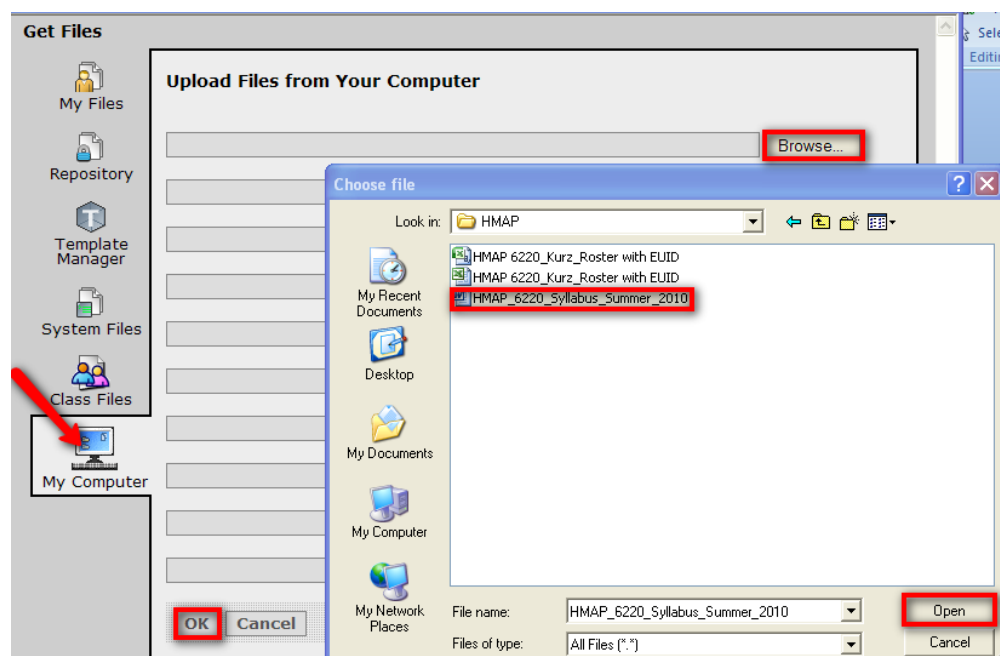 Get Files
My Files
Repository
Template
Manager
System Files
Class Files
My Computer
Upload Files from Your Computer
Browse...
OK
Cancel
Choose file
?
Look in:
HMAP
My Recent
Documents
Desktop
My Documents
My Computer
My Network
Places
HMAP 6220_Kurz_Roster with EUID
HMAP 6220_Kurz_Roster with EUID
HMAP_6220_Syllabus_Summer_2010
File name:
HMAP_6220_Syllabus_Summer_2010
Open
Files of type:
All Files (*.*)
Cancel